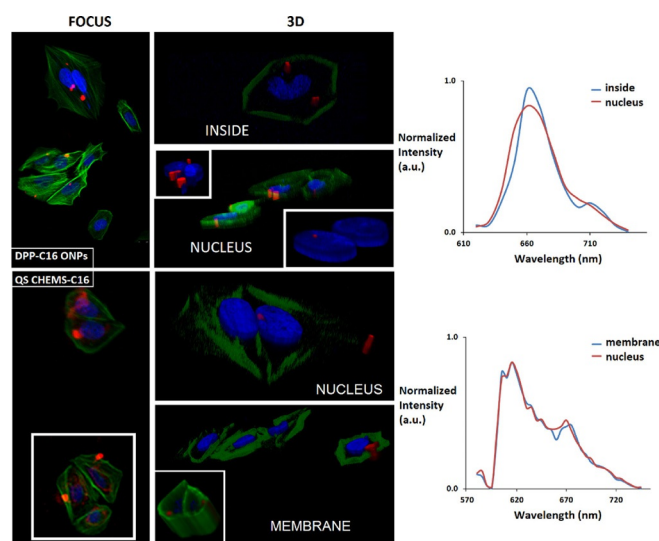 FOCUS
3D
INSIDE
NUCLEUS
DPP-C16 ONPs
QS CHEMS-C16
NUCLEUS
MEMBRANE
1.0
inside
nucleus
Normalized
Intensity
(a.u.)
0.0
610 660 710
Wavelength (nm)
1.0
membrane
nucleus
Normalized
Intensity
(a.u.)
0.0
570 620 670 720
Wavelength (nm)